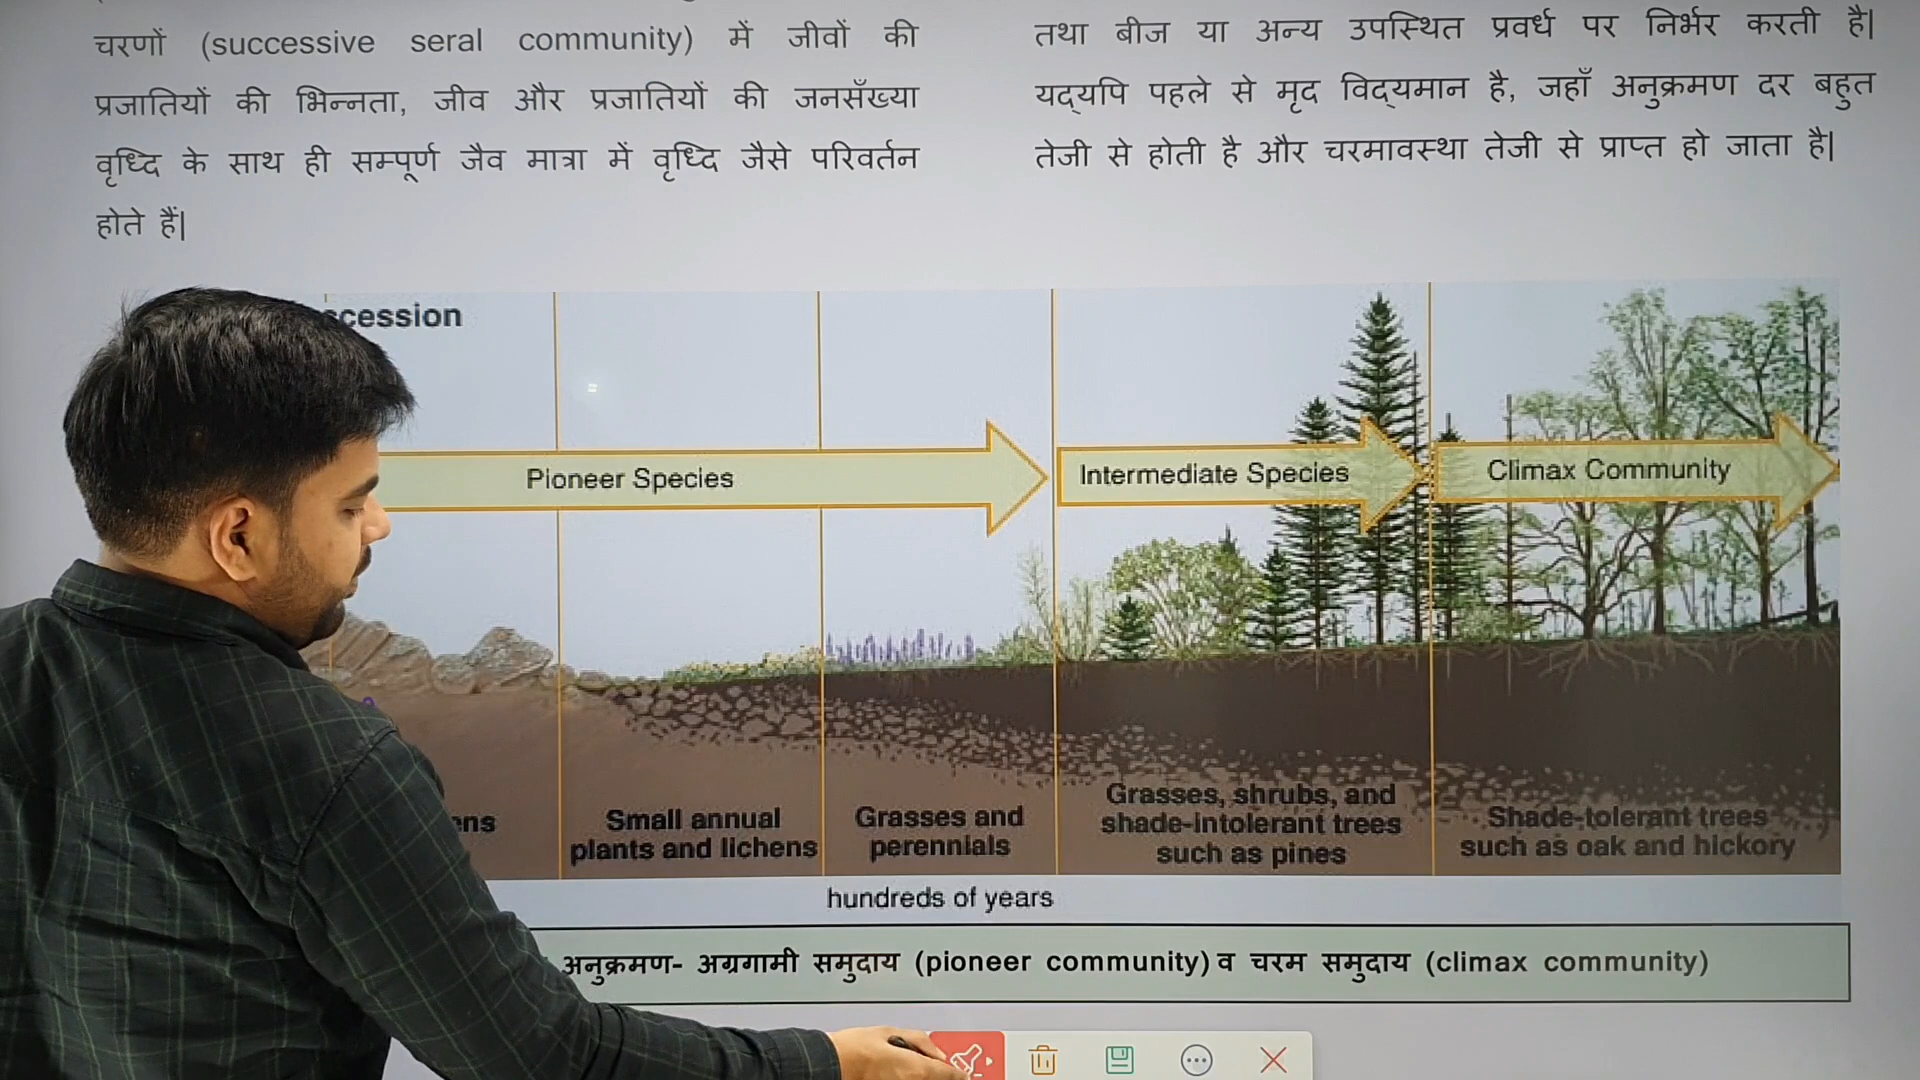 चरणों (successive seral community) में जीवों की
प्रजातियों की भिन्नता, जीव और प्रजातियों की जनसँख्या
वृध्दि के साथ ही सम्पूर्ण जैव मात्रा में वृध्दि जैसे परिवर्तन
होते हैं|
तथा बीज या अन्य उपस्थित प्रवर्ध पर निर्भर करती है|
यद्यपि पहले से मृद विद्यमान है, जहाँ अनुक्रमण दर बहुत
तेजी से होती है और चरमावस्था तेजी से प्राप्त हो जाता है|
cession
Pioneer Species
Intermediate Species
Climax Community
ens
Small annual
plants and lichens
Grasses and
perennials
Grasses, shrubs, and
shade-intolerant trees
such as pines
Shade-tolerant trees
such as oak and hickory
hundreds of years
अनुक्रमण- अग्रगामी समुदाय (pioneer community) व चरम समुदाय (climax community)